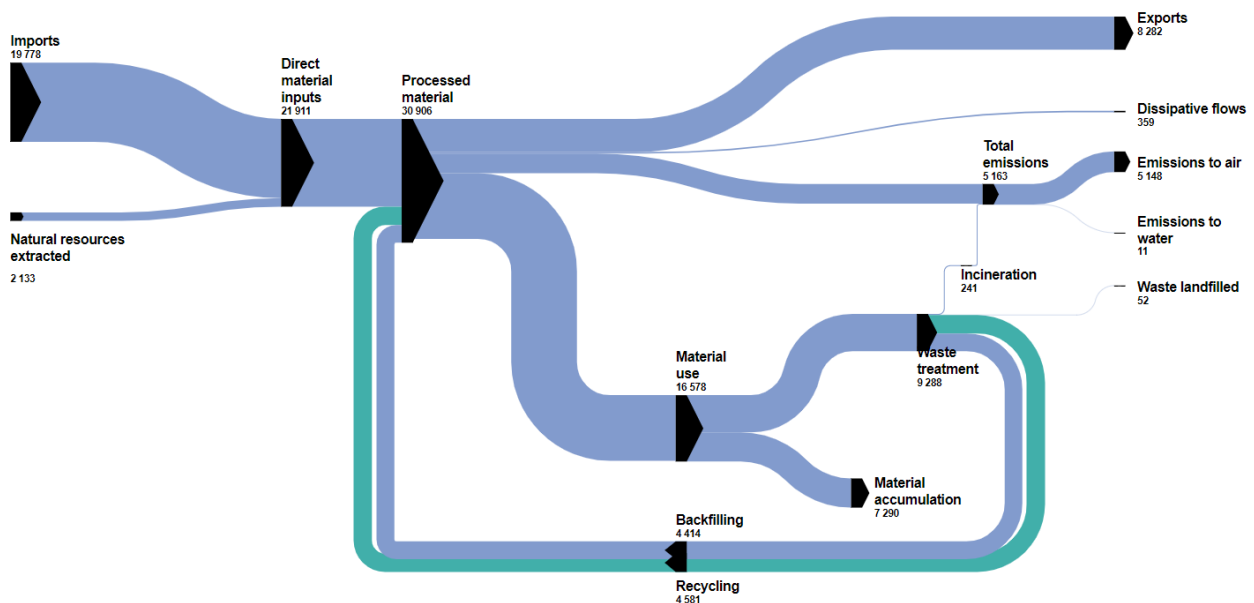 Imports
19 778
Natural resources
extracted
2 133
Direct
material
inputs
21 911
Processed
material
30 906
Exports
8 282
Dissipative flows
359
Total
emissions
5 163
Emissions to air
5 148
Emissions to
water
11
Incineration
241
Waste landfilled
52
Waste
treatment
9 288
Material
use
16 578
Material
accumulation
7 290
Backfilling
4 414
Recycling
4 581